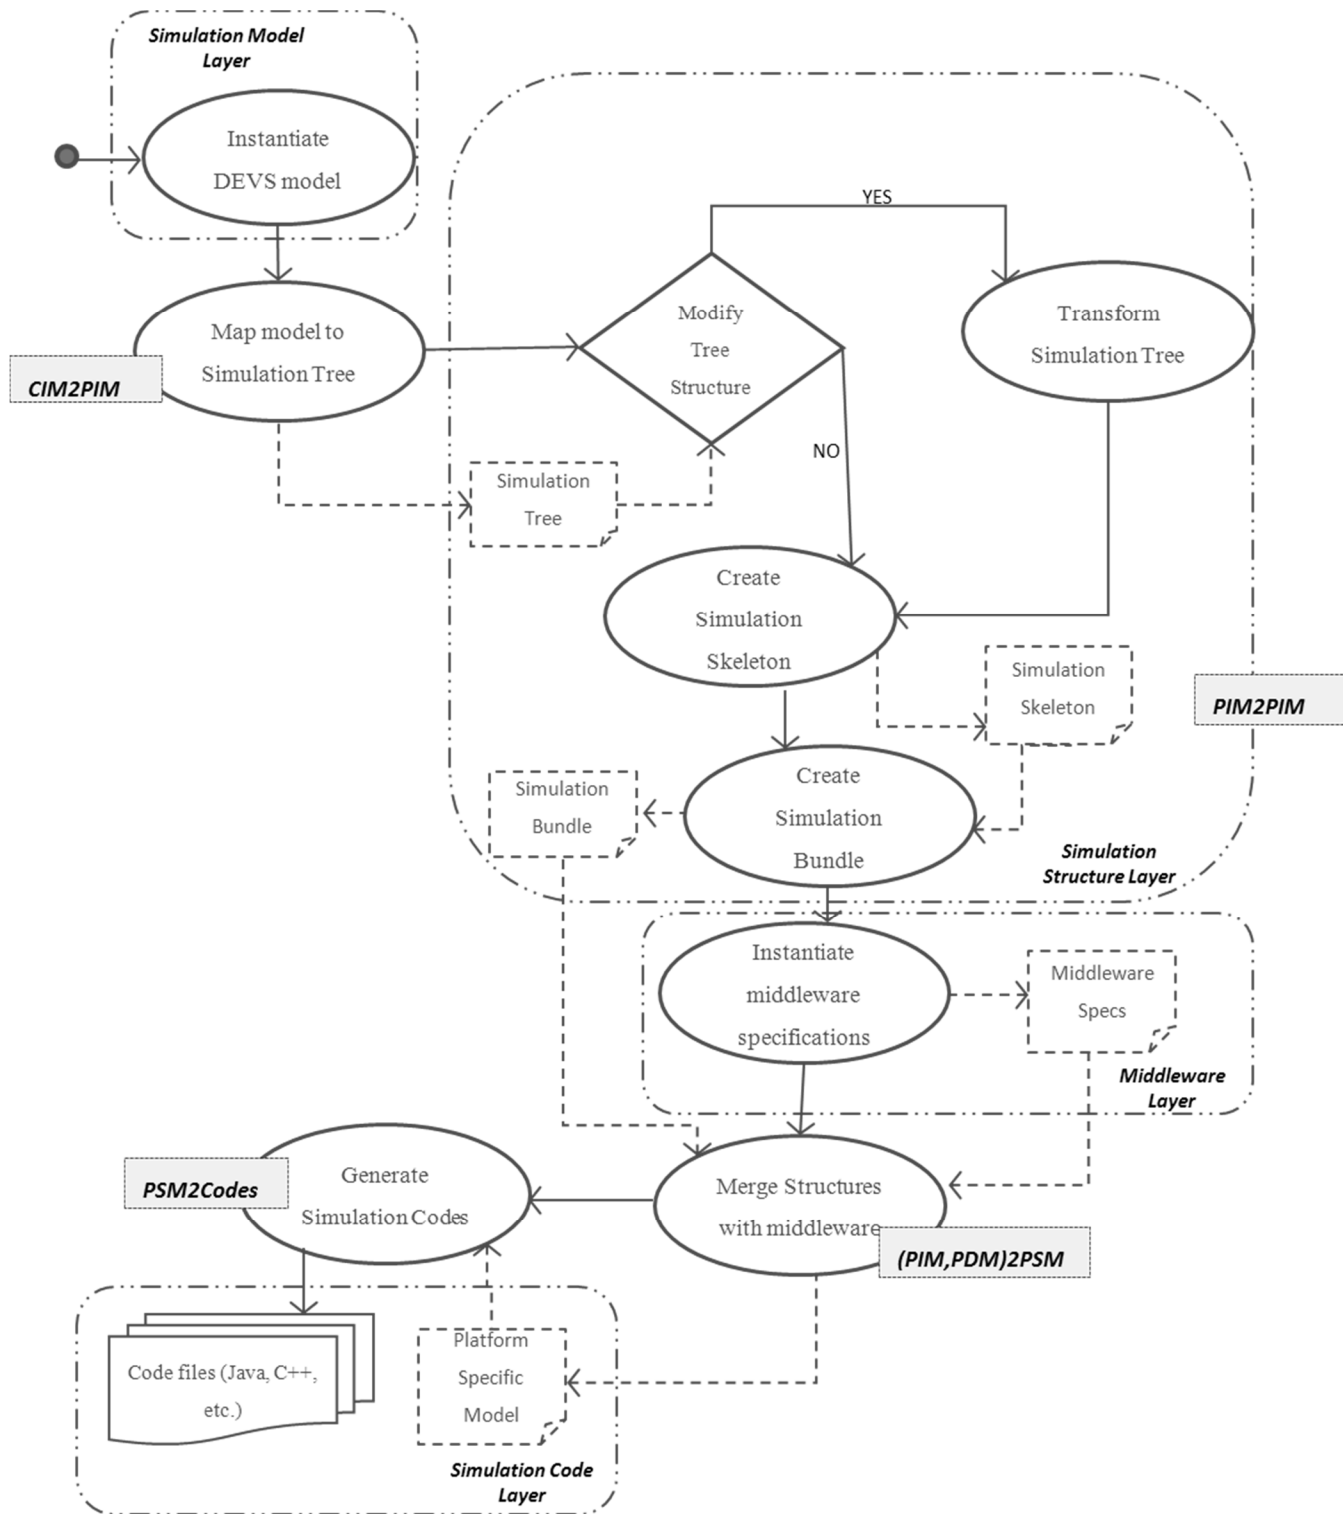 Simulation Model
Layer
Instantiate
DEVS model
YES
Map model to
Simulation Tree
CIM2PIM
Modify
Tree
Structure
Transform
Simulation Tree
NO
Simulation
Tree
Create
Simulation
Skeleton
Simulation
Skeleton
PIM2PIM
Simulation
Bundle
Create
Simulation
Bundle
Simulation
Structure Layer
Instantiate
middleware
specifications
Middleware
Specs
Middleware
Layer
PSM2Codes
Generate
Simulation Codes
Merge Structures
with middleware
(PIM,PDM)2PSM
Code files (Java, C++,
etc.)
Platform
Specific
Model
Simulation Code
Layer